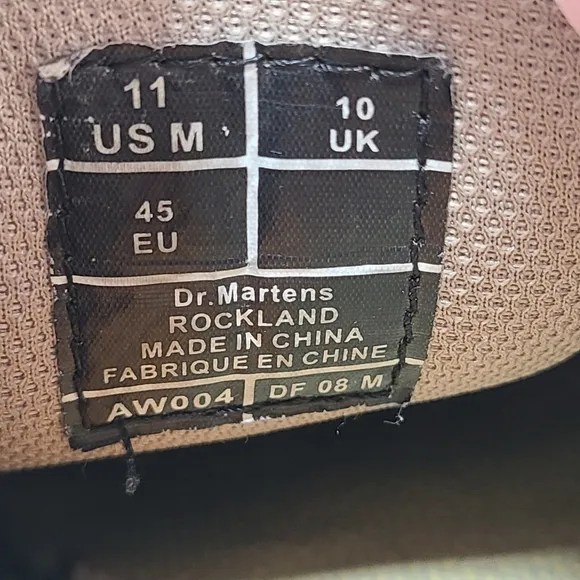 11
US M
10
UK
45
EU
Dr.Martens
ROCKLAND
MADE IN CHINA
FABRIQUE EN CHINE
AW004
DF 08 M